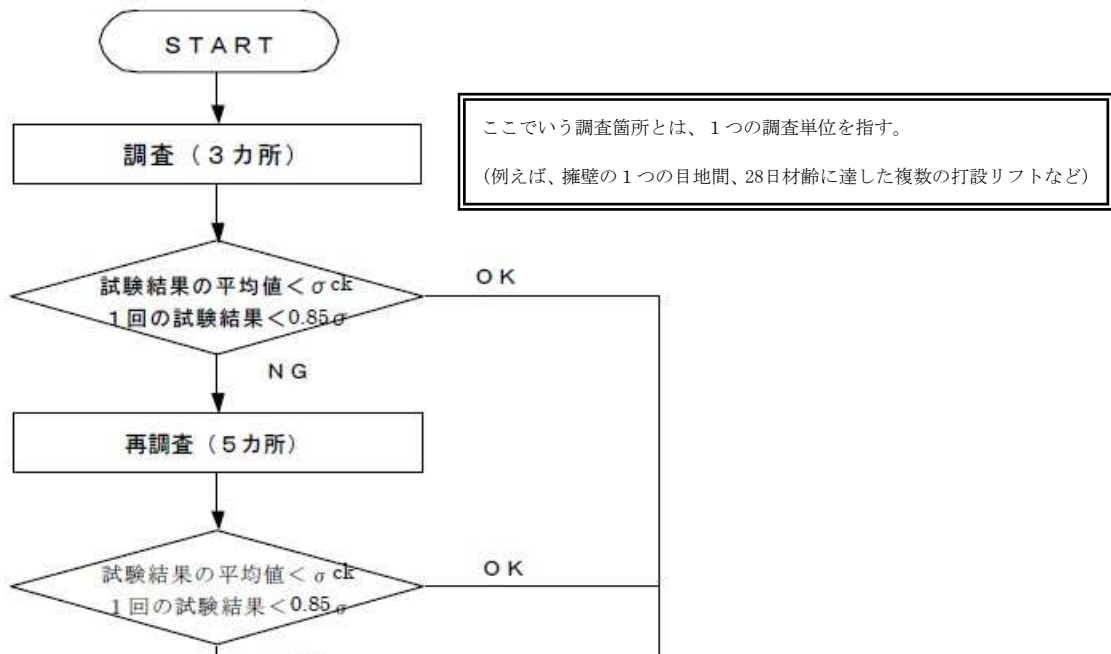 START
調査（３カ所）
ここでいう調査箇所とは、１つの調査単位を指す。
(例えば、擁壁の１つの目地間、28日材齢に達した複数の打設リフトなど)
試験結果の平均値＜σck
１回の試験結果＜0.85σ
ＯＫ
ＮＧ
再調査（５カ所）
試験結果の平均値＜σck
１回の試験結果＜0.85σ
ＯＫ